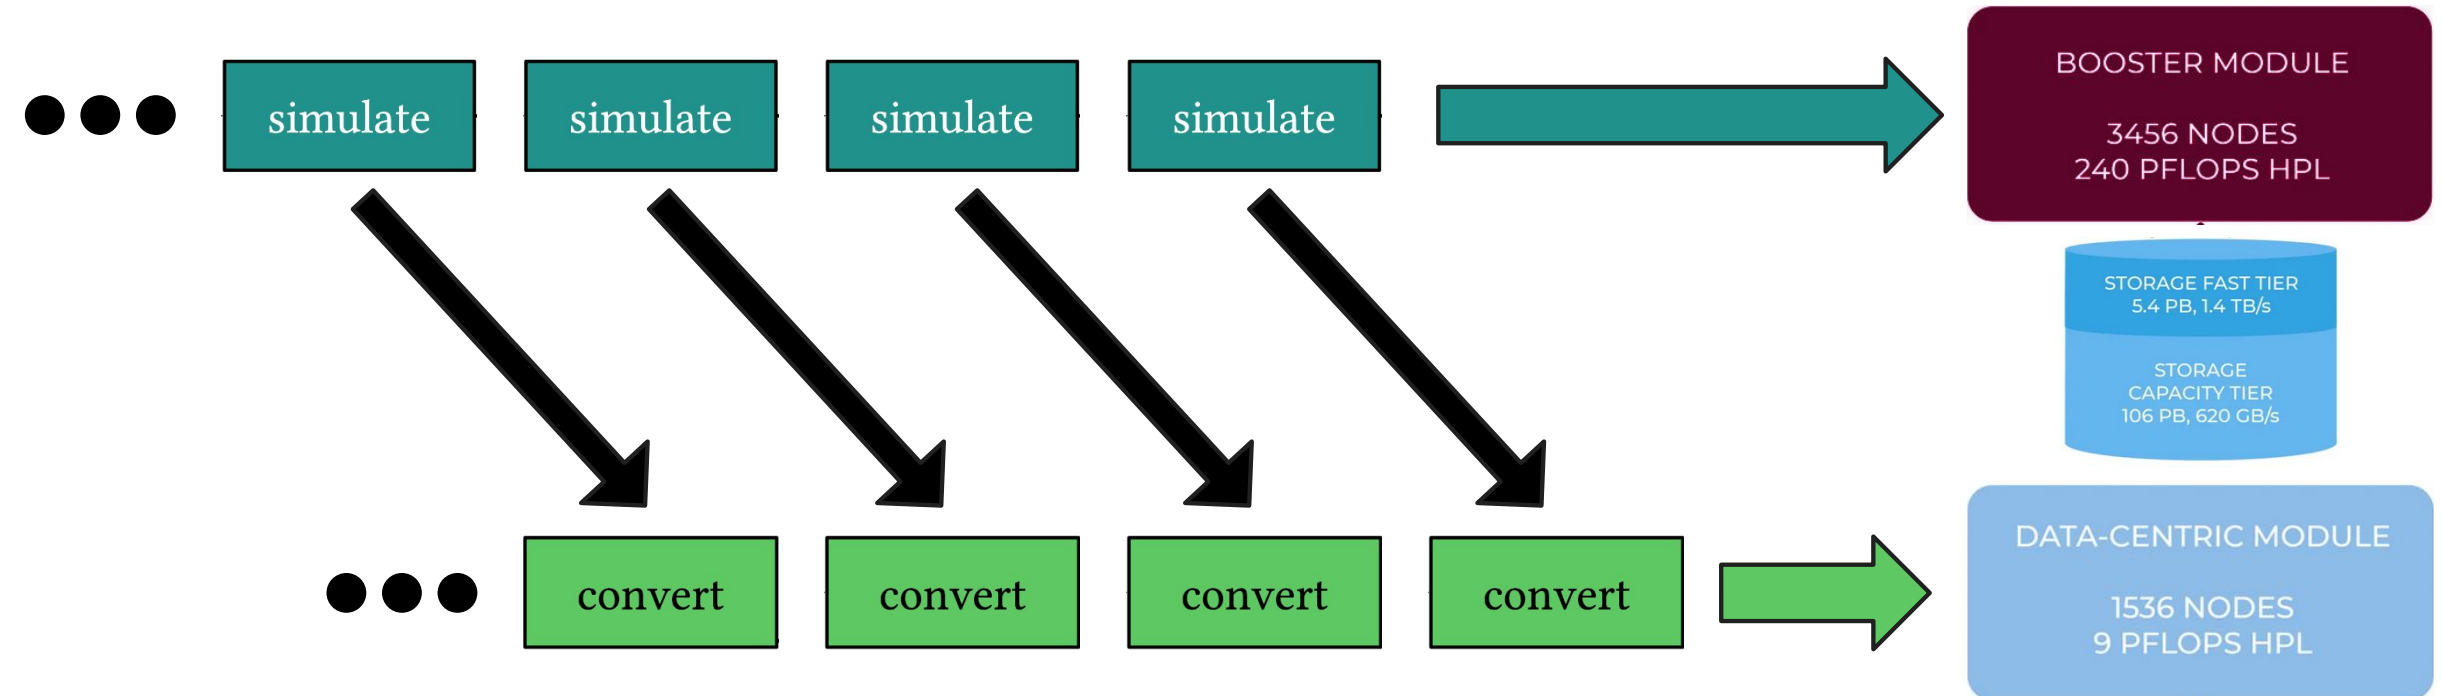 simulate
simulate
simulate
simulate
BOOSTER MODULE
3456 NODES
240 PFLOPS HPL
STORAGE FAST TIER
5.4 PB, 1.4 TB/s
STORAGE
CAPACITY TIER
106 PB, 620 GB/s
convert
convert
convert
convert
DATA-CENTRIC MODULE
1536 NODES
9 PFLOPS HPL